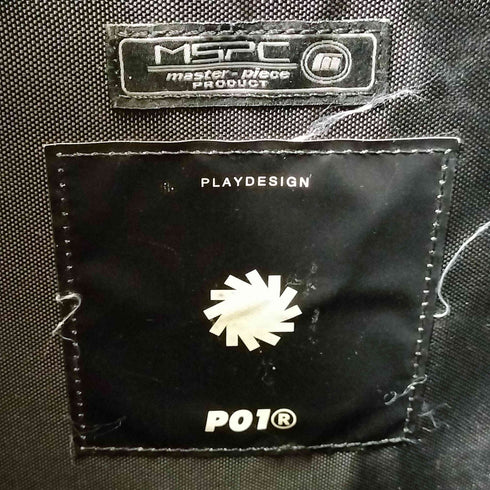 MSPC
master-piece
PRODUCT
m
PLAYDESIGN
P01®